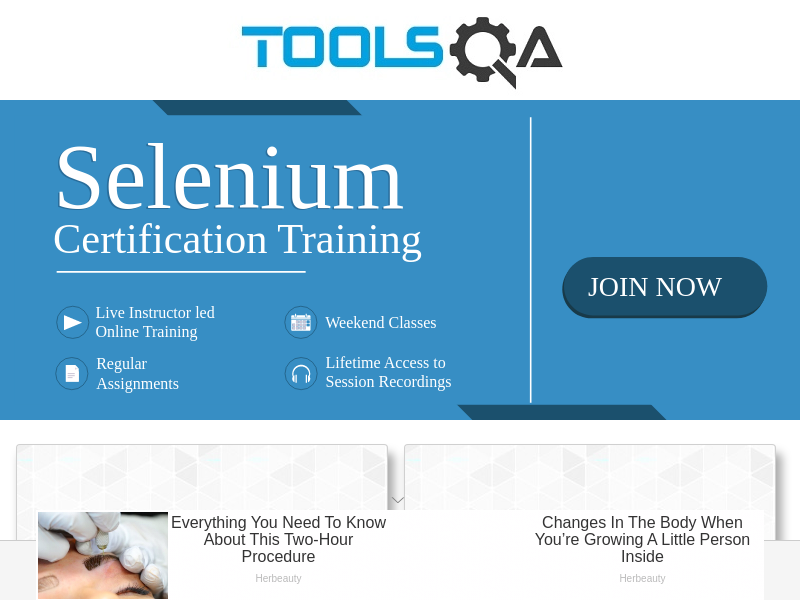 TOOLSQA
Selenium
Certification Training
JOIN NOW
Live Instructor led
Online Training
Weekend Classes
Regular
Assignments
Lifetime Access to
Session Recordings
Everything You Need To Know
About This Two-Hour
Procedure
Herbeauty
Changes In The Body When
You’re Growing A Little Person
Inside
Herbeauty